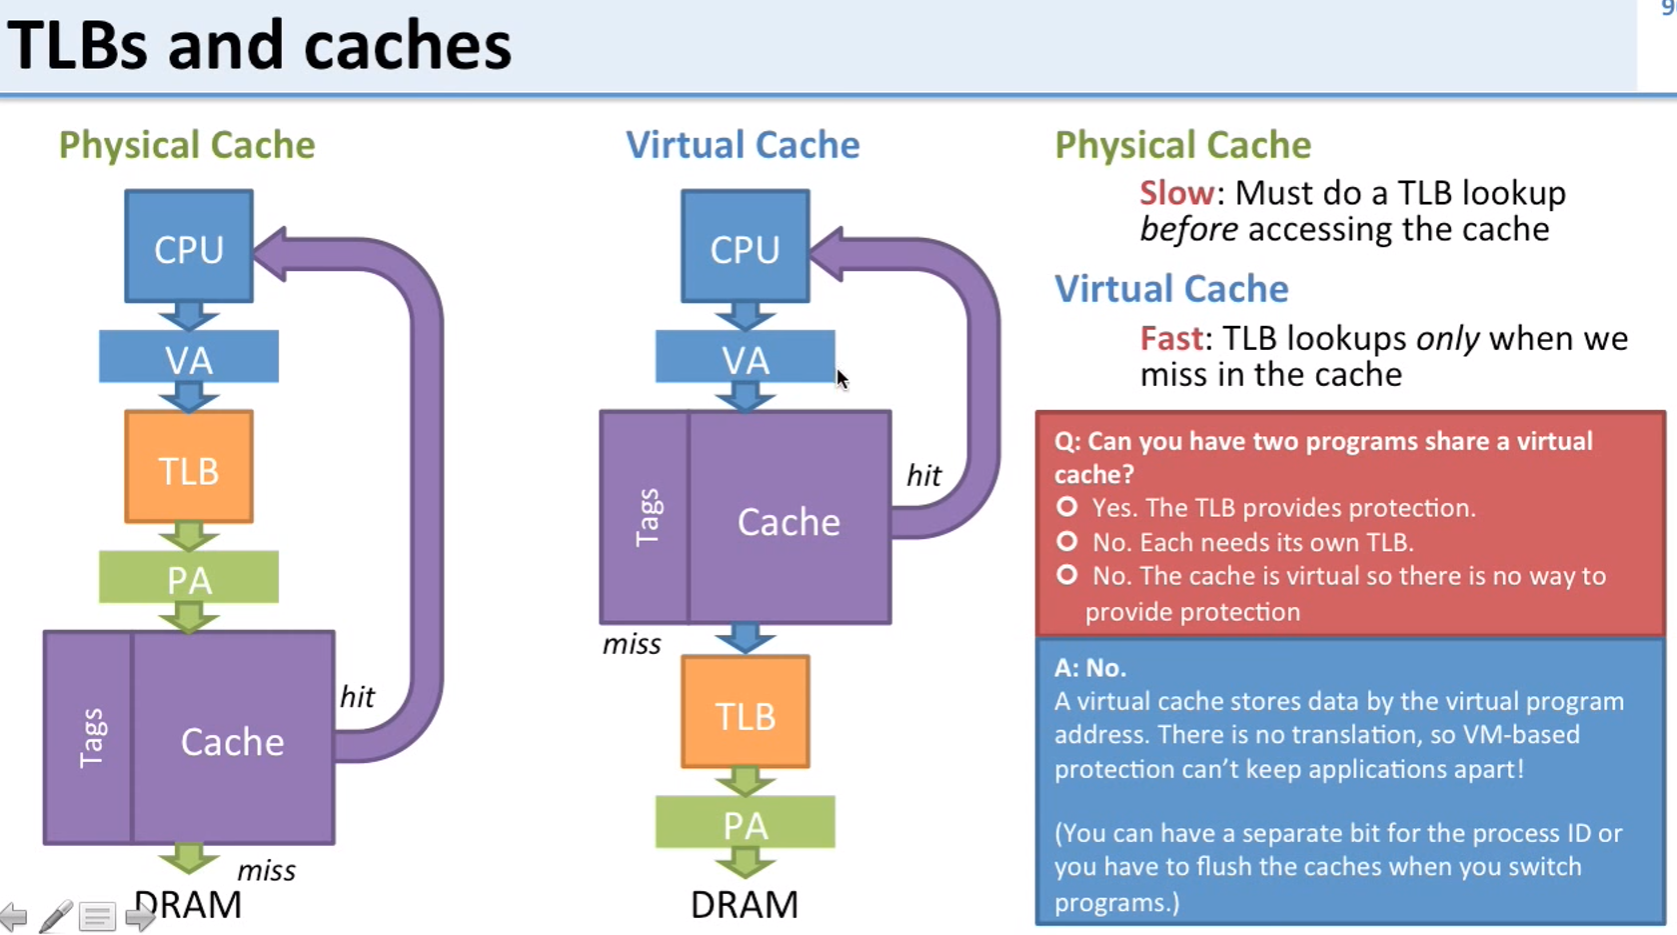 TLBs and caches
9
Physical Cache
CPU
VA
TLB
PA
Tags
Cache
hit
miss
DRAM
Virtual Cache
CPU
VA
Tags
Cache
hit
miss
TLB
PA
DRAM
Physical Cache
Slow: Must do a TLB lookup
before accessing the cache
Virtual Cache
Fast: TLB lookups only when we
miss in the cache
Q: Can you have two programs share a virtual
cache?
Yes. The TLB provides protection.
No. Each needs its own TLB.
No. The cache is virtual so there is no way to
provide protection
A: No.
A virtual cache stores data by the virtual program
address. There is no translation, so VM-based
protection can't keep applications apart!
(You can have a separate bit for the process ID or
you have to flush the caches when you switch
programs.)